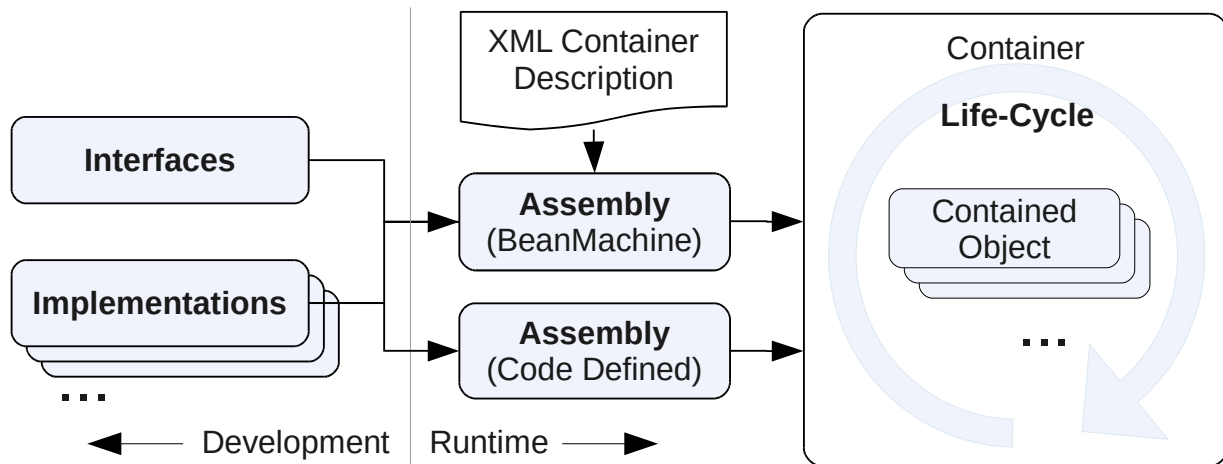 XML Container
Description
Container
Life-Cycle
Interfaces
Assembly
(BeanMachine)
Contained
Object
Implementations
Assembly
(Code Defined)
...
...
Development
Runtime